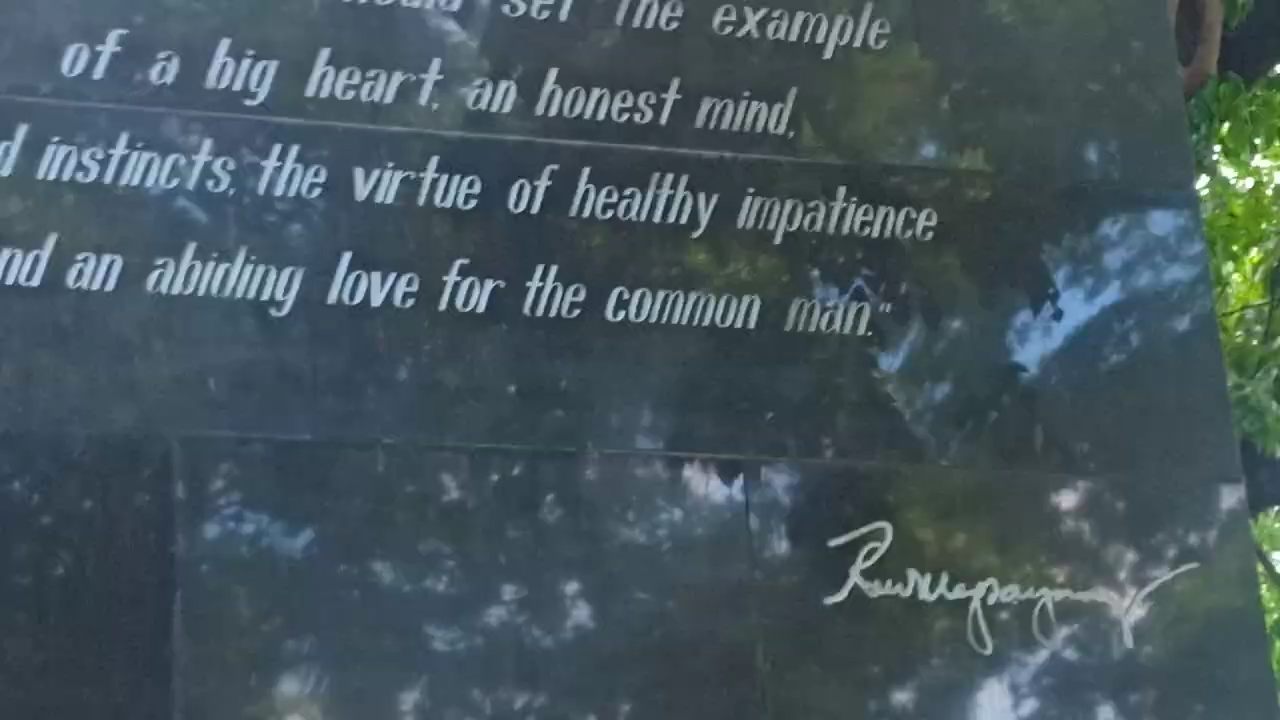 set the example
of a big heart, an honest mind,
instincts, the virtue of healthy impatience
an abiding love for the common man."